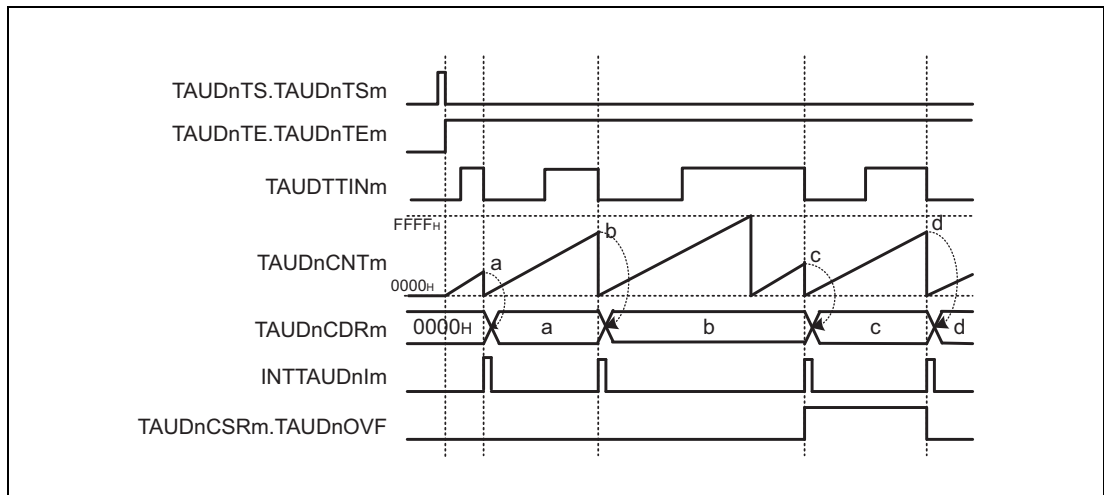 TAUDnTS.TAUDnTSm
TAUDnTE.TAUDnTEm
TAUDTTINm
FFFFH
TAUDnCNTm
0000H
a
b
c
d
TAUDnCDRm
0000H
a
b
c
d
INTTAUDnIm
TAUDnCSRm.TAUDnOVF